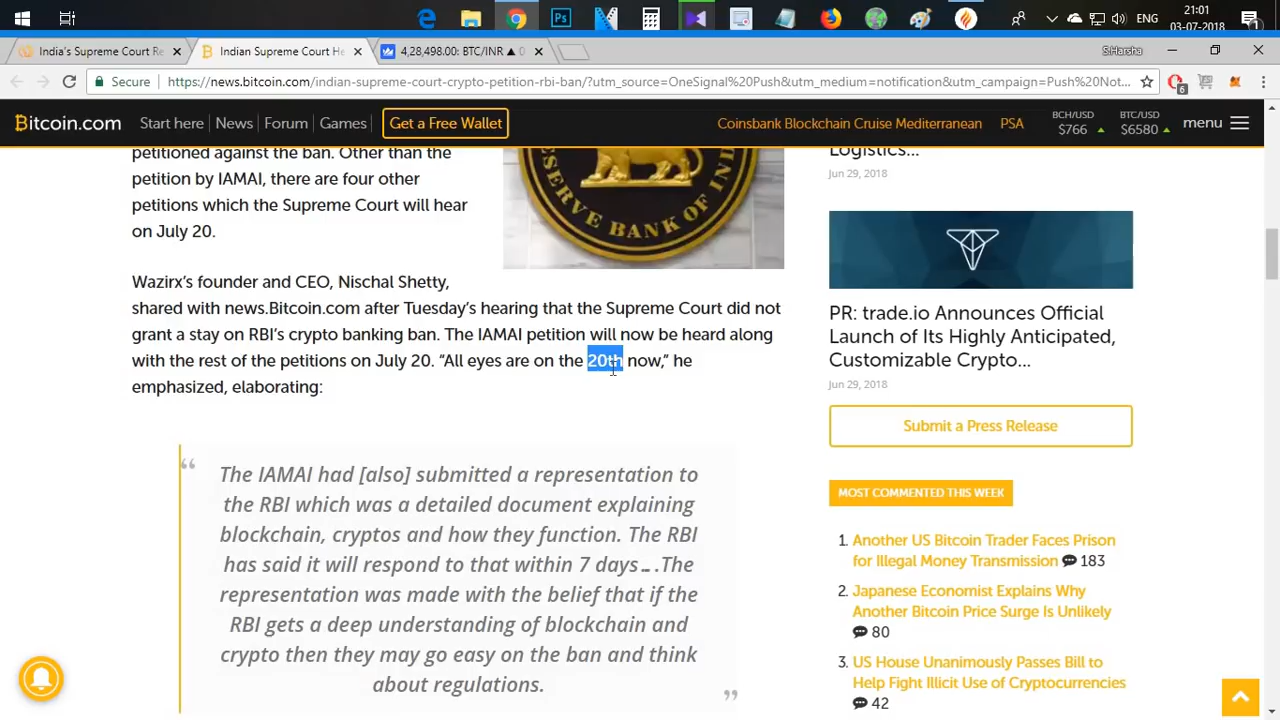 ENG
21:01
03-07-2018
India's Supreme Court Re
Indian Supreme Court He
4,28,498.00: BTC/INR ▲ 0
S.Harsha
Secure
https://news.bitcoin.com/indian-supreme-court-crypto-petition-rbi-ban/?utm_source=OneSignal%20Push&utm_medium=notification&utm_campaign=Push%20Not...
6
Bitcoin.com
Start here
News
Forum
Games
Get a Free Wallet
Coinsbank Blockchain Cruise Mediterranean
PSA
BCH/USD
$766
BTC/USD
$6580
menu
petitioned against the ban. Other than the
petition by IAMAI, there are four other
petitions which the Supreme Court will hear
on July 20.
RESERVE BANK OF INDI
Wazirx's founder and CEO, Nischal Shetty,
shared with news.Bitcoin.com after Tuesday's hearing that the Supreme Court did not
grant a stay on RBI's crypto banking ban. The IAMAI petition will now be heard along
with the rest of the petitions on July 20. “All eyes are on the 20th now,” he
emphasized, elaborating:
“
The IAMAI had [also] submitted a representation to
the RBI which was a detailed document explaining
blockchain, cryptos and how they function. The RBI
has said it will respond to that within 7 days…The
representation was made with the belief that if the
RBI gets a deep understanding of blockchain and
crypto then they may go easy on the ban and think
about regulations.
”
Logistics...
Jun 29, 2018
PR: trade.io Announces Official
Launch of Its Highly Anticipated,
Customizable Crypto...
Jun 29, 2018
Submit a Press Release
MOST COMMENTED THIS WEEK
1. Another US Bitcoin Trader Faces Prison
for Illegal Money Transmission 183
2. Japanese Economist Explains Why
Another Bitcoin Price Surge Is Unlikely
80
3. US House Unanimously Passes Bill to
Help Fight Illicit Use of Cryptocurrencies
42